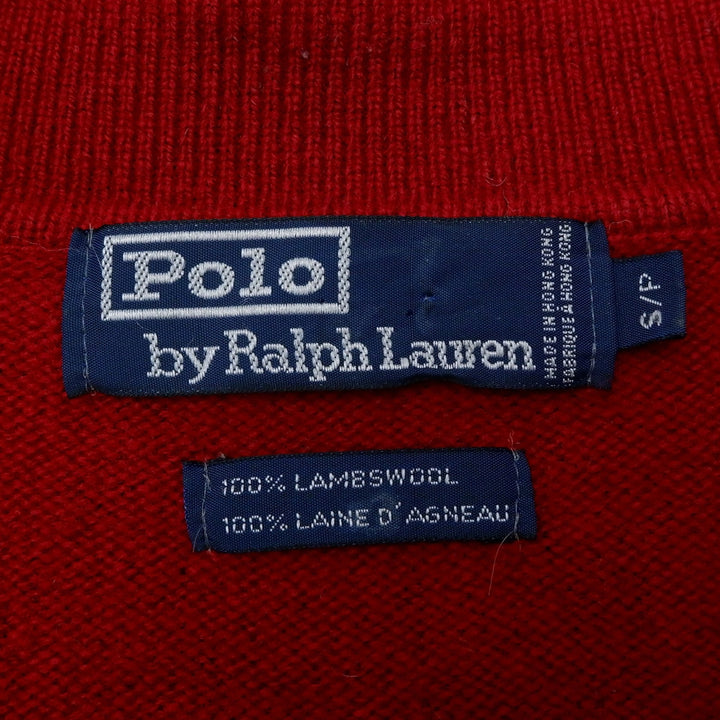 Polo
by Ralph Lauren
MADE IN HONG KONG
FABRIQUÉ À HONG KONG
S/P
100% LAMBSWOOL
100% LAINE D'AGNEAU